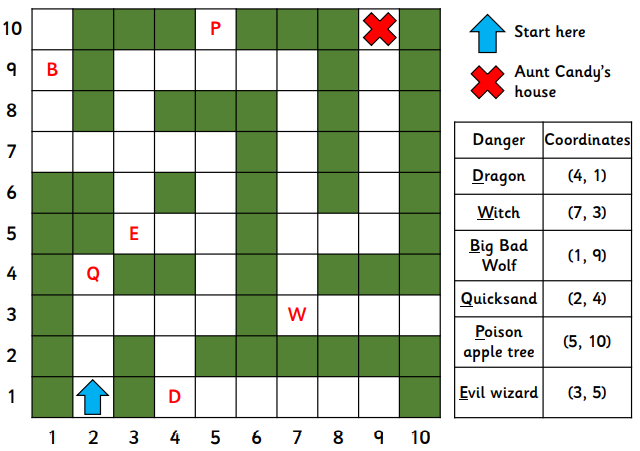 10 P
Start here
9 B
Aunt Candy's
house
8
7
6
5 E
4 Q
3 W
2
1 D
1 2 3 4 5 6 7 8 9 10
Danger Coordinates
Dragon (4, 1)
Witch (7, 3)
Big Bad
Wolf (1, 9)
Quicksand (2, 4)
Poison
apple tree (5, 10)
Evil wizard (3, 5)